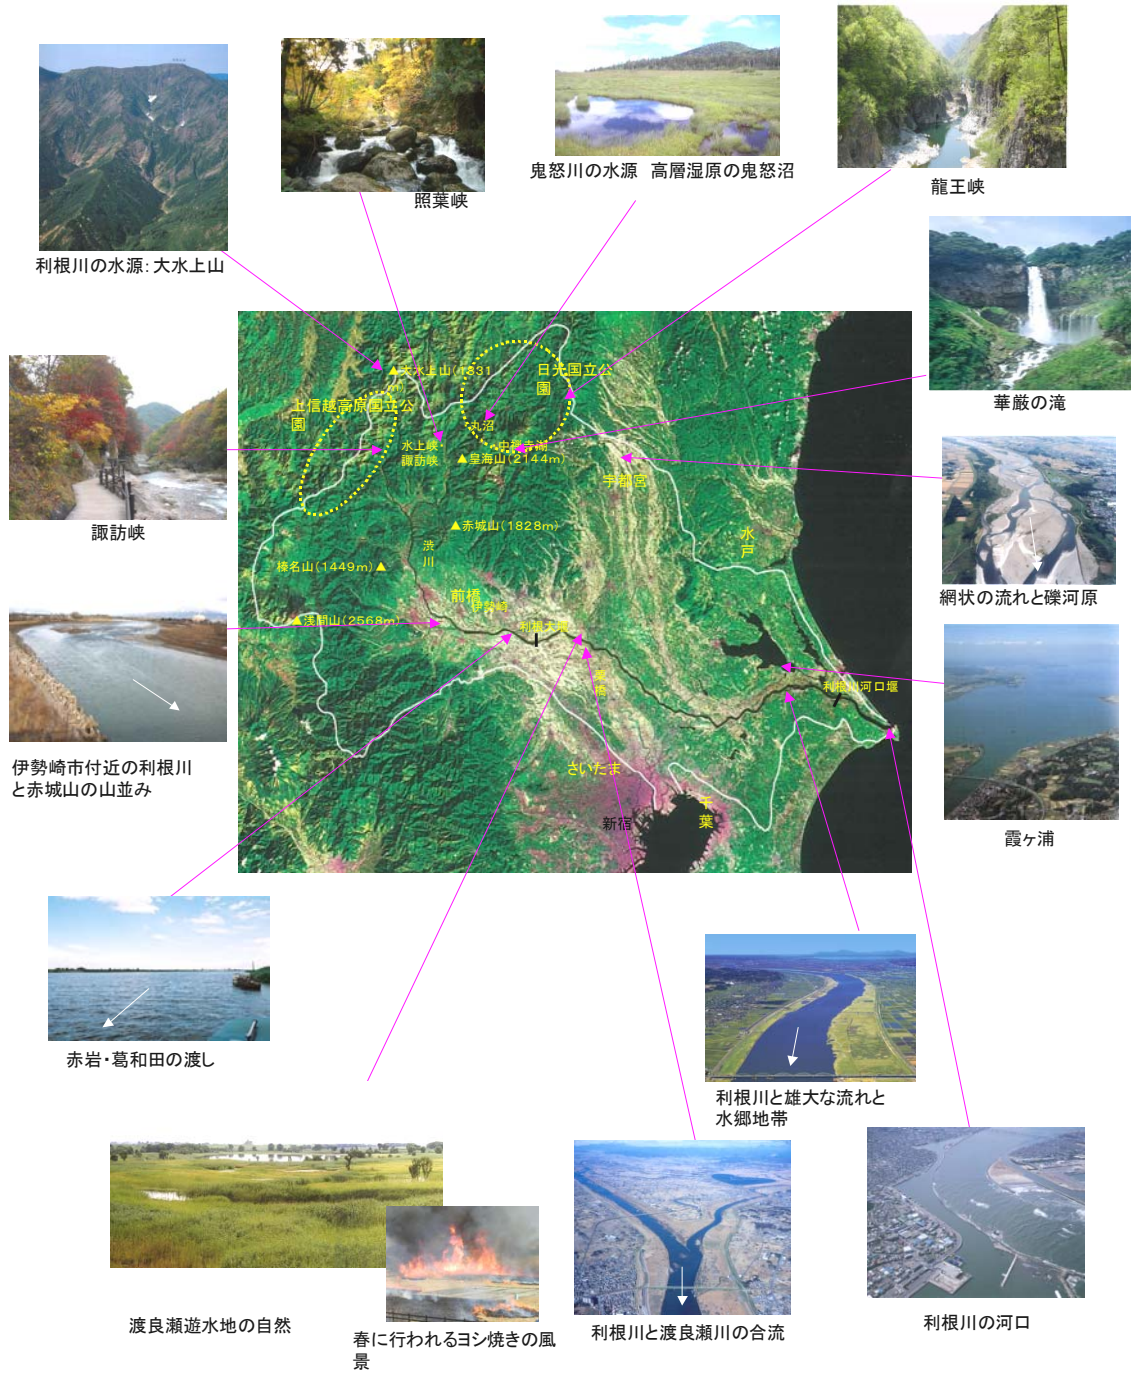 鬼怒川の水源 高層湿原の鬼怒沼
龍王峡
照葉峡
利根川の水源:大水上山
華厳の滝
諏訪峡
網状の流れと礫河原
伊勢崎市付近の利根川
と赤城山の山並み
霞ヶ浦
▲大水上山(1831
m)
日光国立公
園
上信越高原国立公
園
丸沼
水上峡・
諏訪峡
中禅寺湖
▲皇海山(2144m)
宇都宮
▲赤城山(1828m)
水戸
渋川
榛名山(1449m)▲
前橋
伊勢崎
▲浅間山(2568m)
利根大堰
栗橋
利根川河口堰
さいたま
千葉
新宿
赤岩・葛和田の渡し
利根川と雄大な流れと
水郷地帯
渡良瀬遊水地の自然
春に行われるヨシ焼きの風
景
利根川と渡良瀬川の合流
利根川の河口